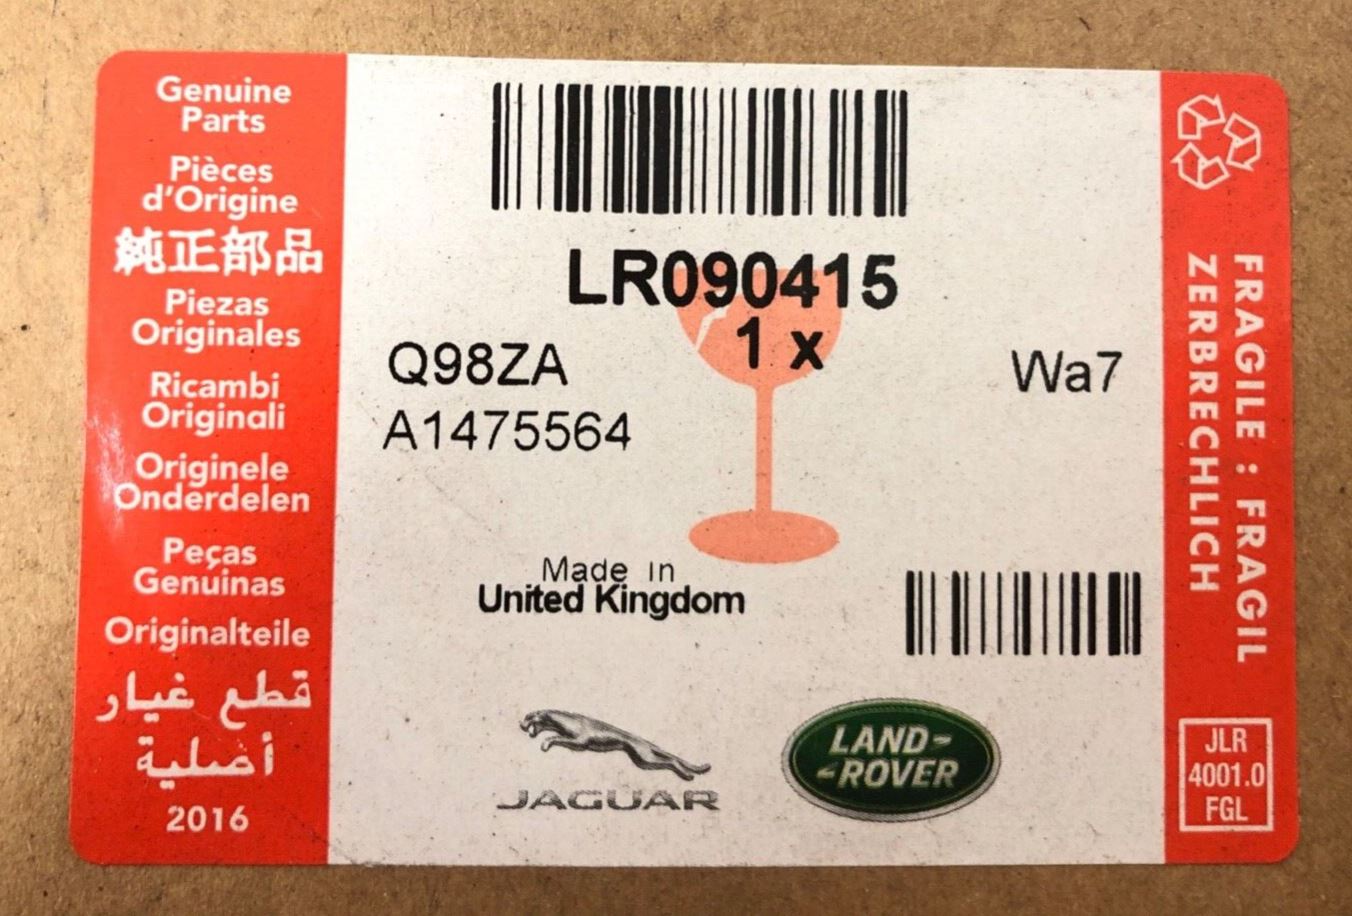 Genuine
Parts
Pièces
d'Origine
純正部品
Piezas
Originales
Ricambi
Originali
Originele
Onderdelen
Peças
Genuinas
Originalteile
قطع غيار
أصلية
2016
LR090415
1 x
Q98ZA
Wa7
A1475564
Made in
United Kingdom
JAGUAR
LAND-
-ROVER
FRAGILE : FRAGIL
ZERBRECHLICH
JLR
4001.0
FGL